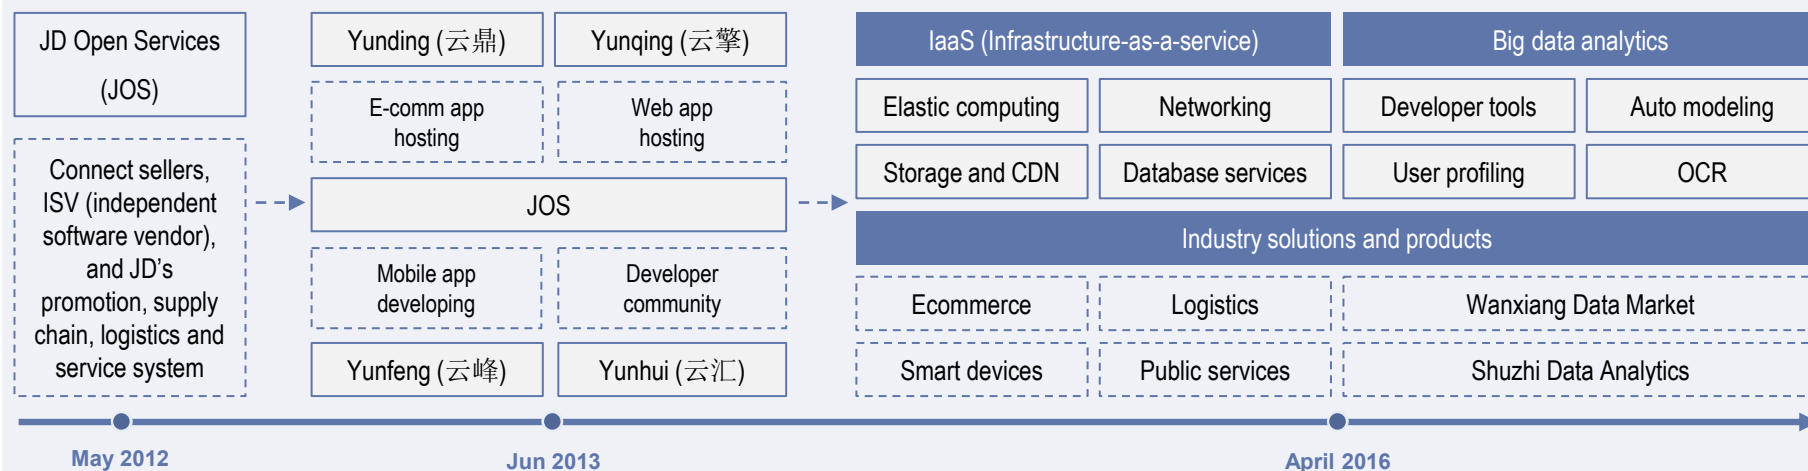 JD Open Services
(JOS)
Connect sellers,
ISV (independent
software vendor),
and JD's
promotion, supply
chain, logistics and
service system
Yunding (云鼎)
Yunqing (云擎)
E-comm app
hosting
Web app
hosting
JOS
Mobile app
developing
Developer
community
Yunfeng (云峰)
Yunhui (云汇)
IaaS (Infrastructure-as-a-service)
Big data analytics
Elastic computing
Networking
Developer tools
Auto modeling
Storage and CDN
Database services
User profiling
OCR
Industry solutions and products
Ecommerce
Logistics
Wanxiang Data Market
Smart devices
Public services
Shuzhi Data Analytics
May 2012
Jun 2013
April 2016